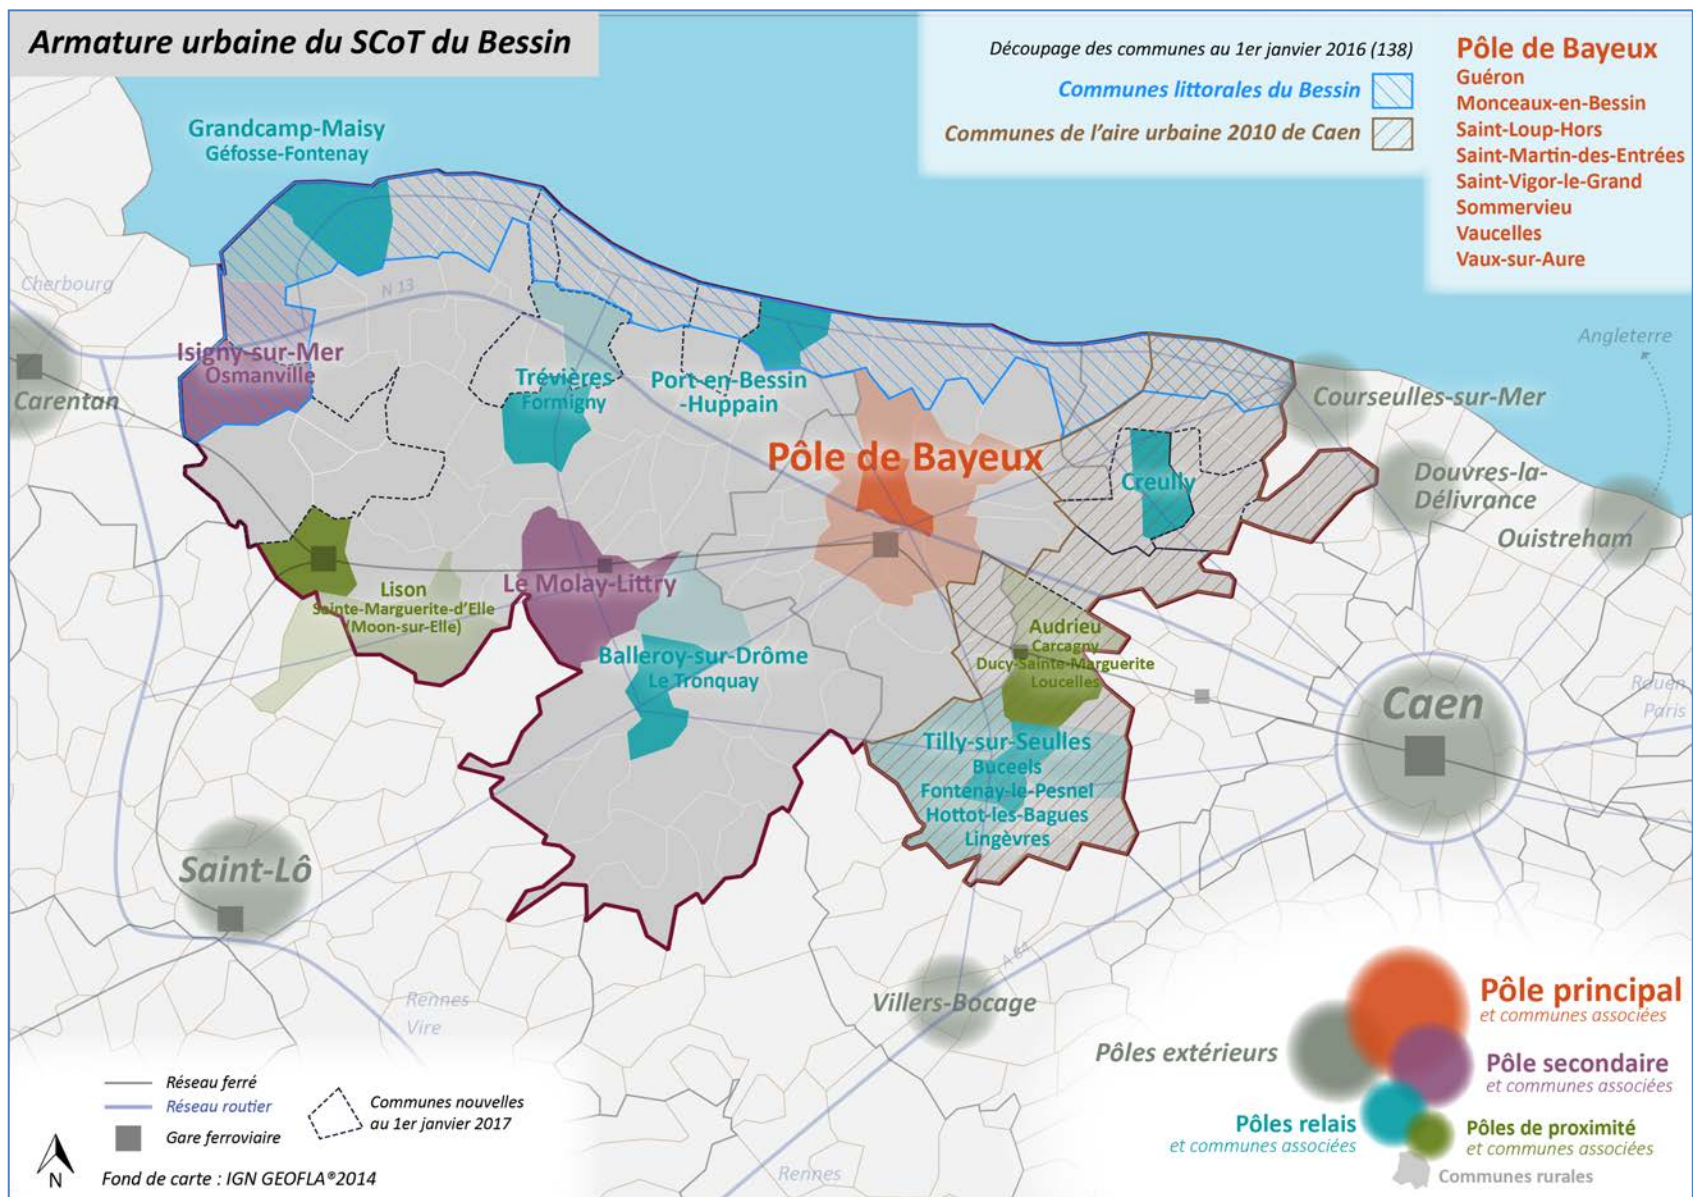 Armature urbaine du SCoT du Bessin
Découpage des communes au 1er janvier 2016 (138)
Communes littorales du Bessin
Communes de l'aire urbaine 2010 de Caen
Pôle de Bayeux
Guéron
Monceaux-en-Bessin
Saint-Loup-Hors
Saint-Martin-des-Entrées
Saint-Vigor-le-Grand
Sommervieu
Vaucelles
Vaux-sur-Aure
Grandcamp-Maisy
Géfosse-Fontenay
Cherbourg
N 13
Angleterre
Isigny-sur-Mer
Osmanville
Carentan
Trévières
Formigny
Port-en-Bessin
-Huppain
Courseulles-sur-Mer
Pôle de Bayeux
Creully
Douvres-la-
Délivrance
Ouistreham
Le Molay-Littry
Lison
Sainte-Marguerite-d'Elle
(Moon-sur-Elle)
Audrieu
Carcagny
Ducy-Sainte-Marguerite
Loucelles
Balleroy-sur-Drôme
Le Tronquay
Caen
Rouen
Paris
Tilly-sur-Seulles
Buceels
Fontenay-le-Pesnel
Hottot-les-Bagues
Lingèvres
Saint-Lô
A 84
Villers-Bocage
Rennes
Vire
Pôle principal
et communes associées
Pôles extérieurs
Pôle secondaire
et communes associées
Pôles relais
et communes associées
Pôles de proximité
et communes associées
Communes rurales
Réseau ferré
Réseau routier
Gare ferroviaire
Communes nouvelles
au 1er janvier 2017
N
Fond de carte : IGN GEOFLA®2014
Rennes